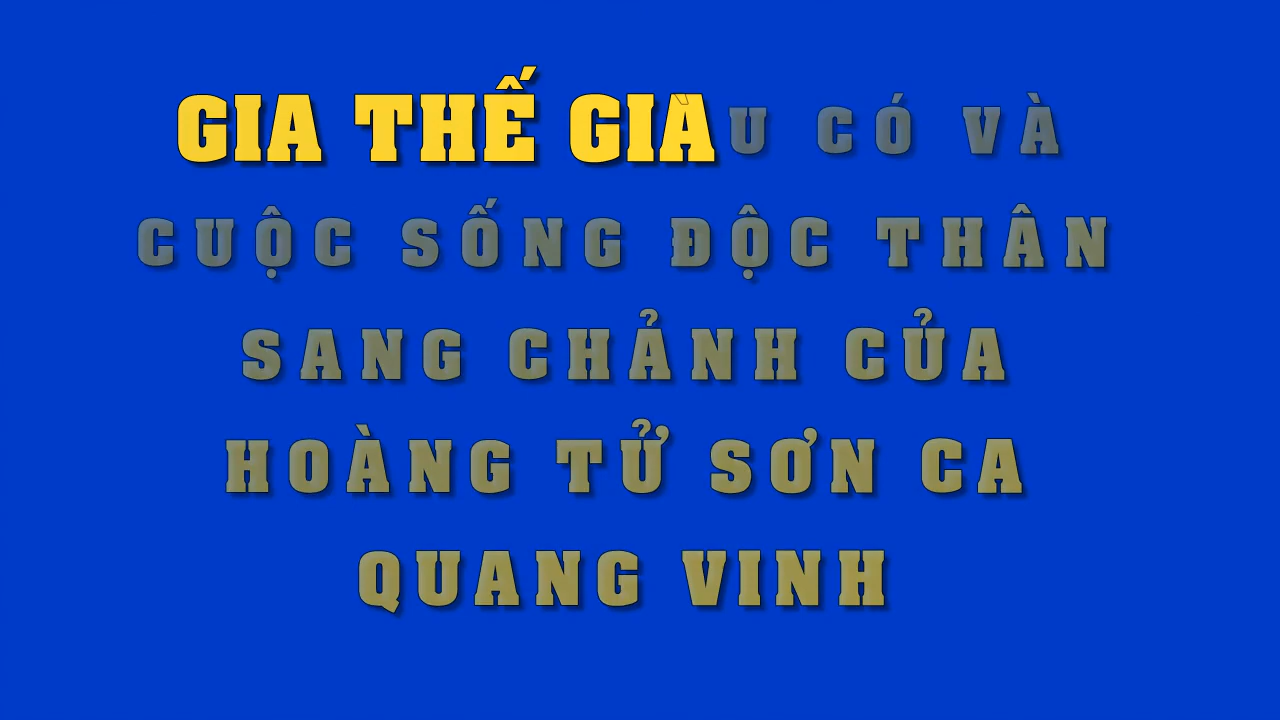 GIA THẾ GIÀU CÓ VÀ
CUỘC SỐNG ĐỘC THÂN
SANG CHẢNH CỦA
HOÀNG TỬ SƠN CA
QUANG VINH